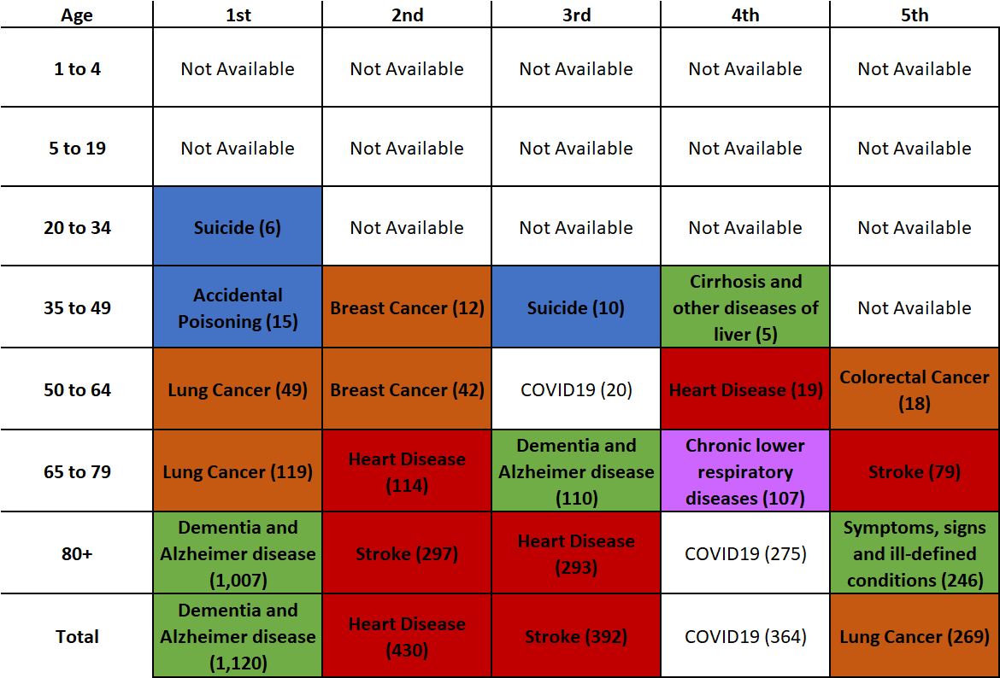 Age 1st 2nd 3rd 4th 5th
1 to 4 Not Available Not Available Not Available Not Available Not Available
5 to 19 Not Available Not Available Not Available Not Available Not Available
20 to 34 Suicide (6) Not Available Not Available Not Available Not Available
35 to 49
Accidental
Poisoning (15)
Breast Cancer (12)
Suicide (10)
Cirrhosis and
other diseases of
liver (5)
Not Available
50 to 64
Lung Cancer (49)
Breast Cancer (42)
COVID19 (20)
Heart Disease (19)
Colorectal Cancer
(18)
65 to 79
Lung Cancer (119)
Heart Disease
(114)
Dementia and
Alzheimer disease
(110)
Chronic lower
respiratory
diseases (107)
Stroke (79)
80+
Dementia and
Alzheimer disease
(1,007)
Stroke (297)
Heart Disease
(293)
COVID19 (275)
Symptoms, signs
and ill-defined
conditions (246)
Total
Dementia and
Alzheimer disease
(1,120)
Heart Disease
(430)
Stroke (392)
COVID19 (364)
Lung Cancer (269)